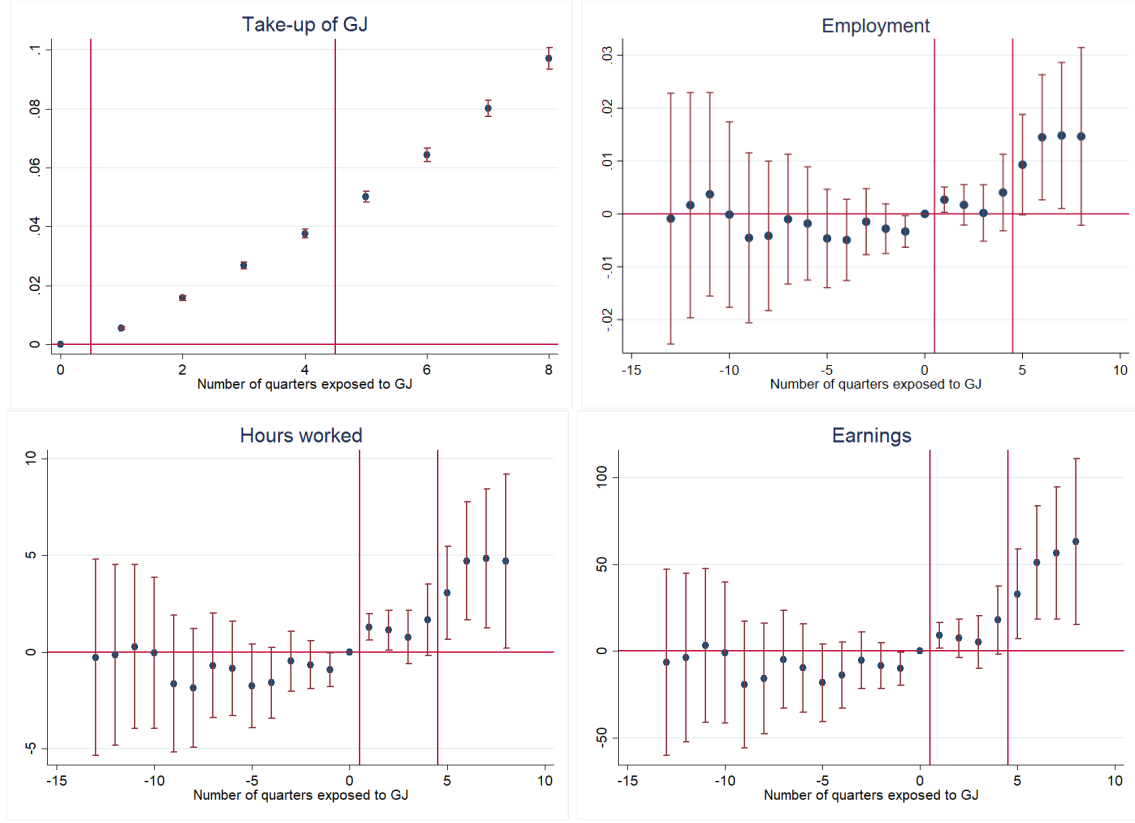 Take-up of GJ
.1
.08
.06
.04
.02
0
0 2 4 6 8
Number of quarters exposed to GJ
Employment
.03
.02
.01
0
-.01
-.02
-15 -10 -5 0 5 10
Number of quarters exposed to GJ
Hours worked
10
5
0
-5
-15 -10 -5 0 5 10
Number of quarters exposed to GJ
Earnings
100
50
0
-50
-15 -10 -5 0 5 10
Number of quarters exposed to GJ